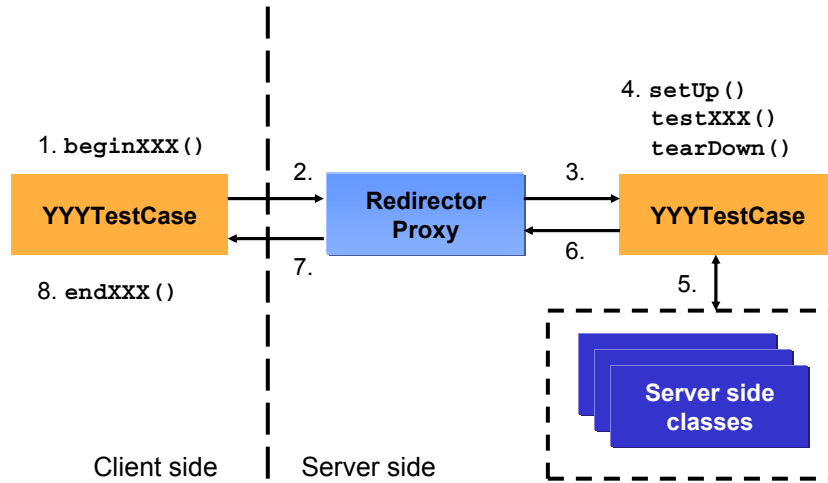 4. setUp()
testXXX()
tearDown()
1. beginXXX()
2.
3.
YYYTestCase
Redirector
Proxy
YYYTestCase
7.
6.
8. endXXX()
5.
Server side
classes
Client side
Server side